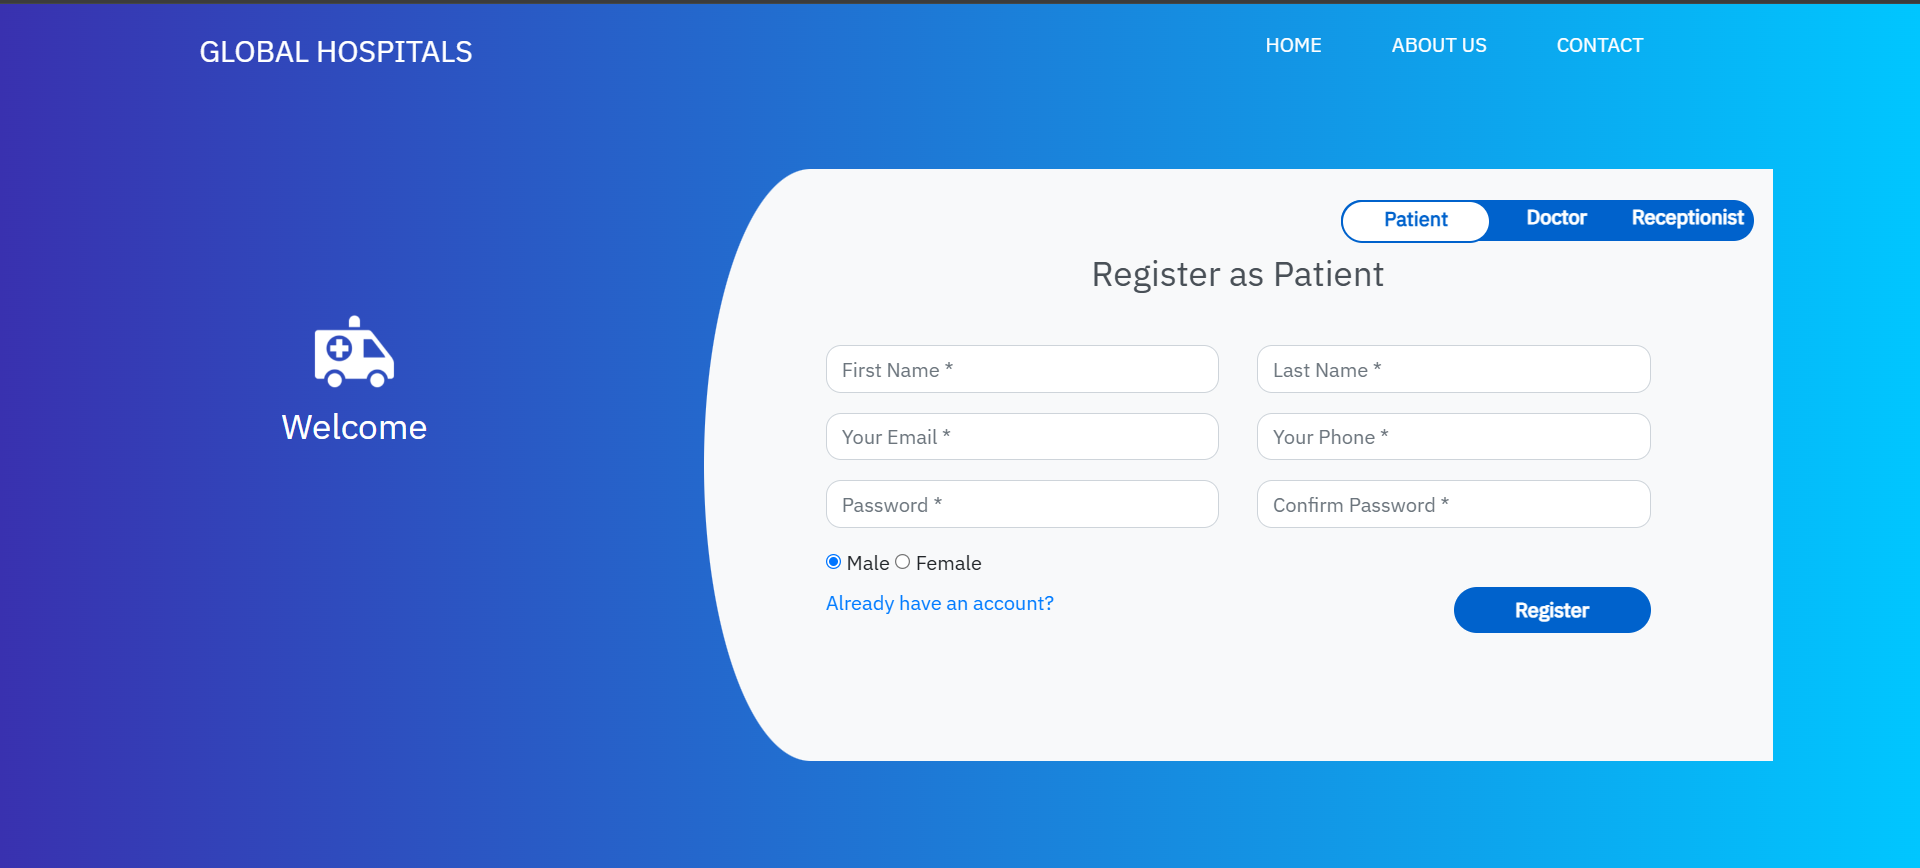 GLOBAL HOSPITALS
HOME ABOUT US CONTACT
Welcome
Patient Doctor Receptionist
Register as Patient
First Name * Last Name *
Your Email * Your Phone *
Password * Confirm Password *
Male Female
Already have an account?
Register